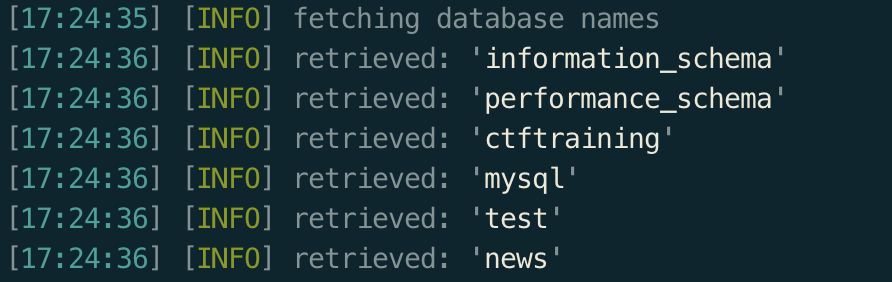 [17:24:35] [INFO] fetching database names
[17:24:36] [INFO] retrieved: 'information_schema'
[17:24:36] [INFO] retrieved: 'performance_schema'
[17:24:36] [INFO] retrieved: 'ctftraining'
[17:24:36] [INFO] retrieved: 'mysql'
[17:24:36] [INFO] retrieved: 'test'
[17:24:36] [INFO] retrieved: 'news'